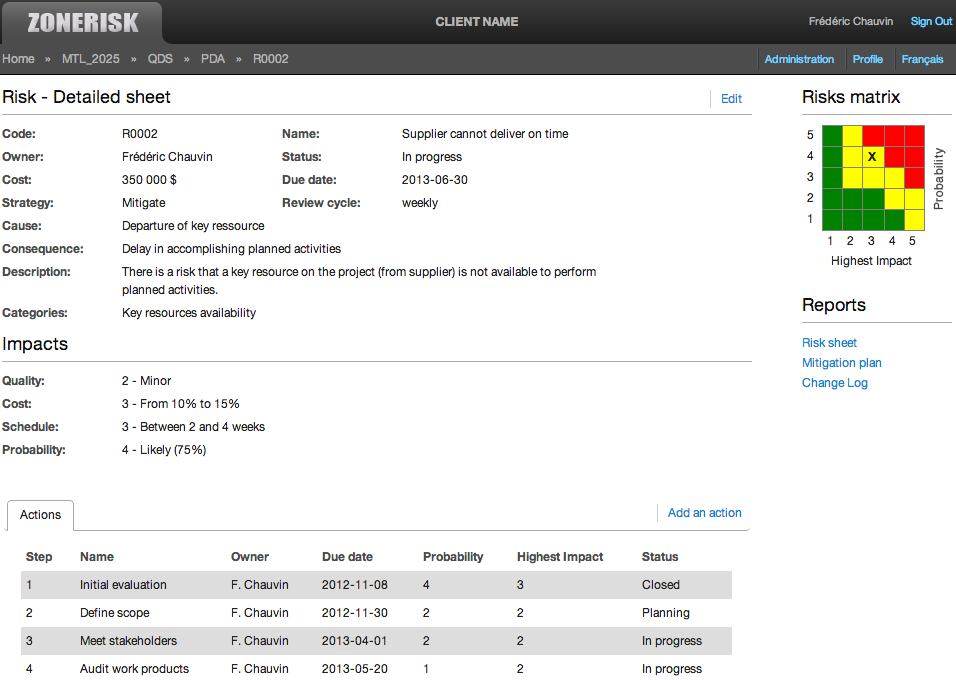 ZONERISK
CLIENT NAME
Frédéric Chauvin Sign Out
Home » MTL_2025 » QDS » PDA » R0002
Administration Profile Français
Risk - Detailed sheet
Edit
Code: R0002 Name: Supplier cannot deliver on time
Owner: Frédéric Chauvin Status: In progress
Cost: 350 000 $ Due date: 2013-06-30
Strategy: Mitigate Review cycle: weekly
Cause: Departure of key ressource
Consequence: Delay in accomplishing planned activities
Description: There is a risk that a key resource on the project (from supplier) is not available to perform
planned activities.
Categories: Key resources availability
Impacts
Quality: 2 - Minor
Cost: 3 - From 10% to 15%
Schedule: 3 - Between 2 and 4 weeks
Probability: 4 - Likely (75%)
Risks matrix
5
4 X
3
2
1
1 2 3 4 5
Probability
Highest Impact
Reports
Risk sheet
Mitigation plan
Change Log
Actions
Add an action
Step Name Owner Due date Probability Highest Impact Status
1 Initial evaluation F. Chauvin 2012-11-08 4 3 Closed
2 Define scope F. Chauvin 2012-11-30 2 2 Planning
3 Meet stakeholders F. Chauvin 2013-04-01 2 2 In progress
4 Audit work products F. Chauvin 2013-05-20 1 2 In progress